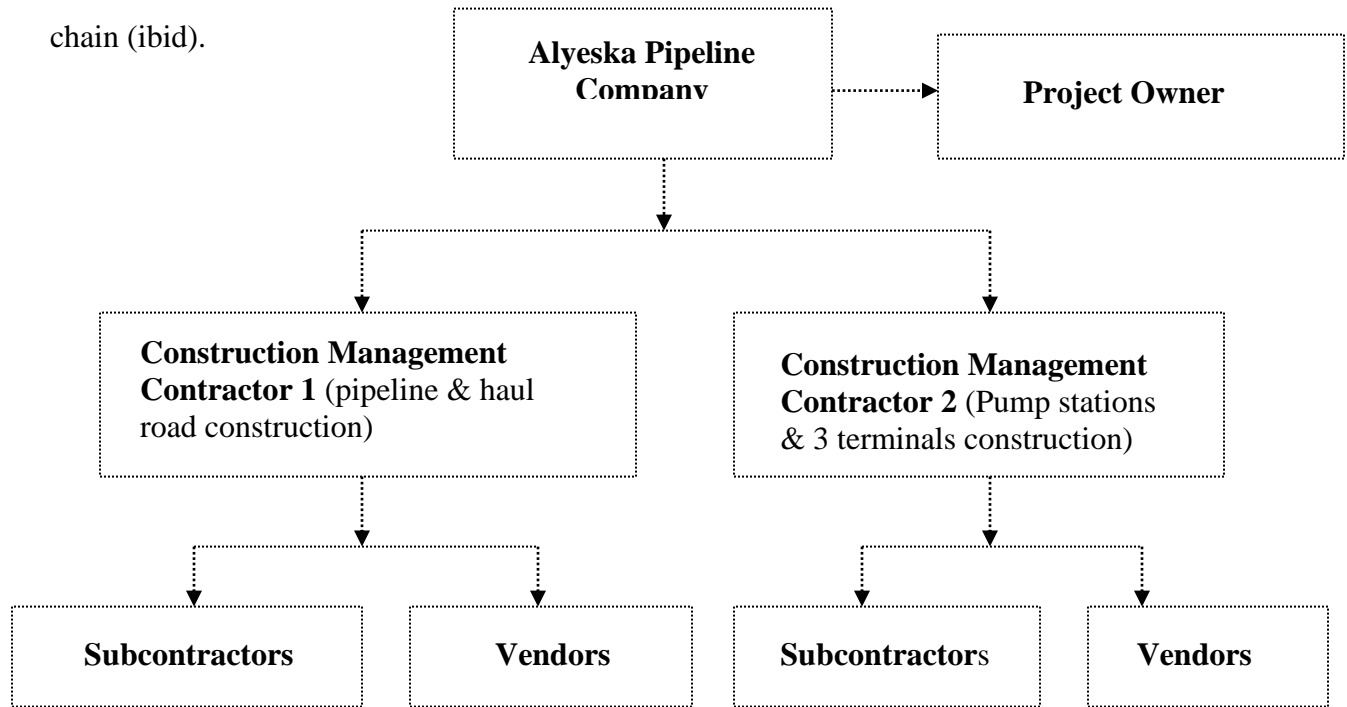 chain (ibid).
Alyeska Pipeline
Company
Project Owner
Construction Management
Contractor 1 (pipeline & haul
road construction)
Construction Management
Contractor 2 (Pump stations
& 3 terminals construction)
Subcontractors
Vendors
Subcontractors
Vendors